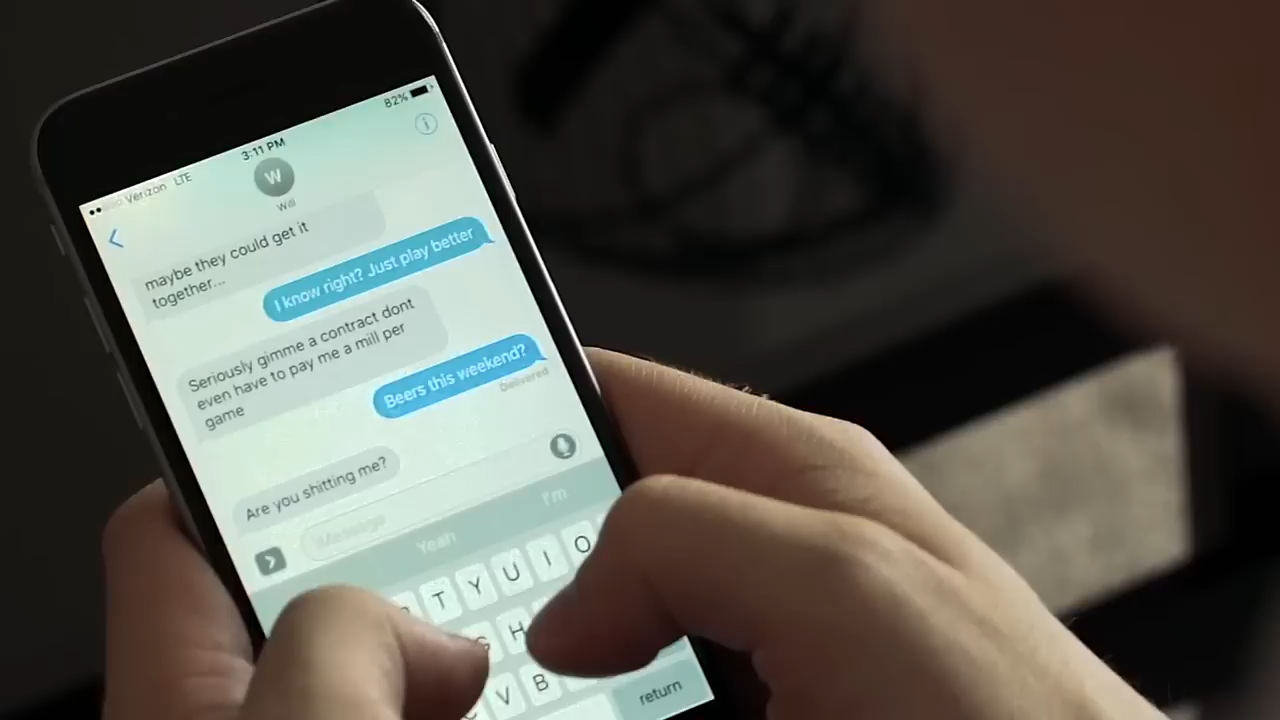 82%
3:11 PM
Verizon LTE
W
Will
maybe they could get it
together...
I know right? Just play better
Seriously gimme a contract dont
even have to pay me a mill per
game
Beers this weekend?
Delivered
Are you shitting me?
iMessage
Yeah
I'm
T Y U I O
G H
C V B
return